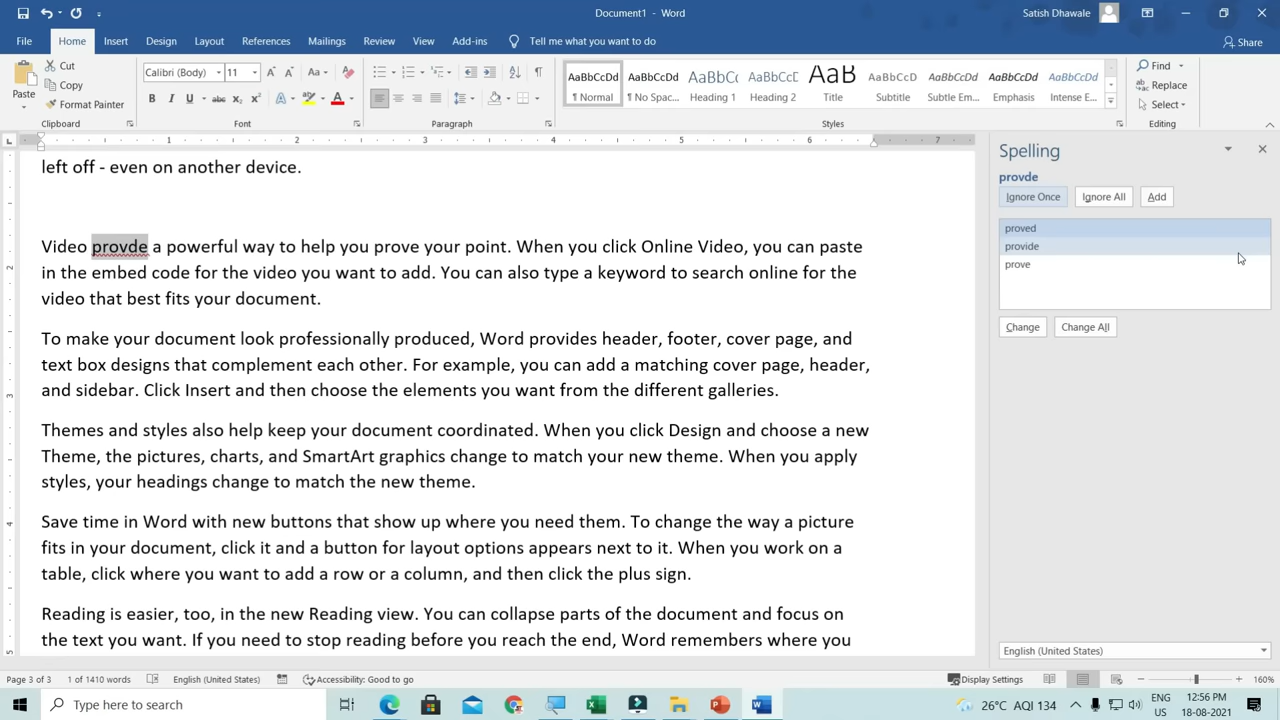 Document1 - Word
Satish Dhawale
File Home Insert Design Layout References Mailings Review View Add-ins Tell me what you want to do Share
Paste
Cut
Copy
Format Painter
Calibri (Body) 11
AaBbCcDd AaBbCcDd AaBbCc AaBbCcE AaB AaBbCcD AaBbCcDd AaBbCcDd AaBbCcDd
¶ Normal ¶ No Spac... Heading 1 Heading 2 Title Subtitle Subtle Em... Emphasis Intense E...
Find
Replace
Select
Clipboard Font Paragraph Styles Editing
1 2 3 4 5 6 7
left off - even on another device.
Video provde a powerful way to help you prove your point. When you click Online Video, you can paste
in the embed code for the video you want to add. You can also type a keyword to search online for the
video that best fits your document.
To make your document look professionally produced, Word provides header, footer, cover page, and
text box designs that complement each other. For example, you can add a matching cover page, header,
and sidebar. Click Insert and then choose the elements you want from the different galleries.
Themes and styles also help keep your document coordinated. When you click Design and choose a new
Theme, the pictures, charts, and SmartArt graphics change to match your new theme. When you apply
styles, your headings change to match the new theme.
Save time in Word with new buttons that show up where you need them. To change the way a picture
fits in your document, click it and a button for layout options appears next to it. When you work on a
table, click where you want to add a row or a column, and then click the plus sign.
Reading is easier, too, in the new Reading view. You can collapse parts of the document and focus on
the text you want. If you need to stop reading before you reach the end, Word remembers where you
Spelling
provde
Ignore Once Ignore All Add
proved
provide
prove
Change Change All
English (United States)
Page 3 of 3 1 of 1410 words English (United States) Accessibility: Good to go Display Settings 160%
Type here to search
26°C AQI 134
ENG
US
12:56 PM
18-08-2021